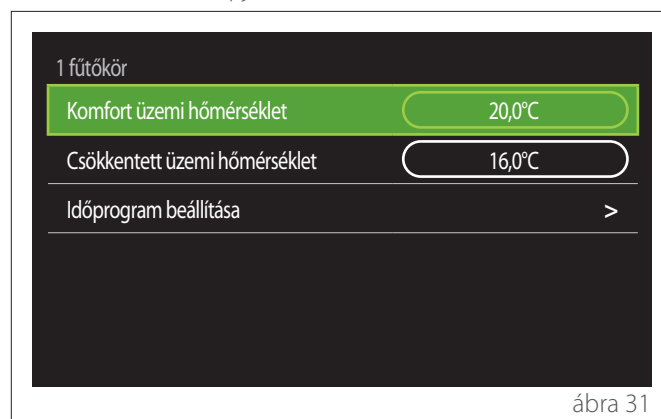 1 fűtőkör
Komfort üzemi hőmérséklet 20,0°C
Csökkentett üzemi hőmérséklet 16,0°C
Időprogram beállítása >
ábra 31